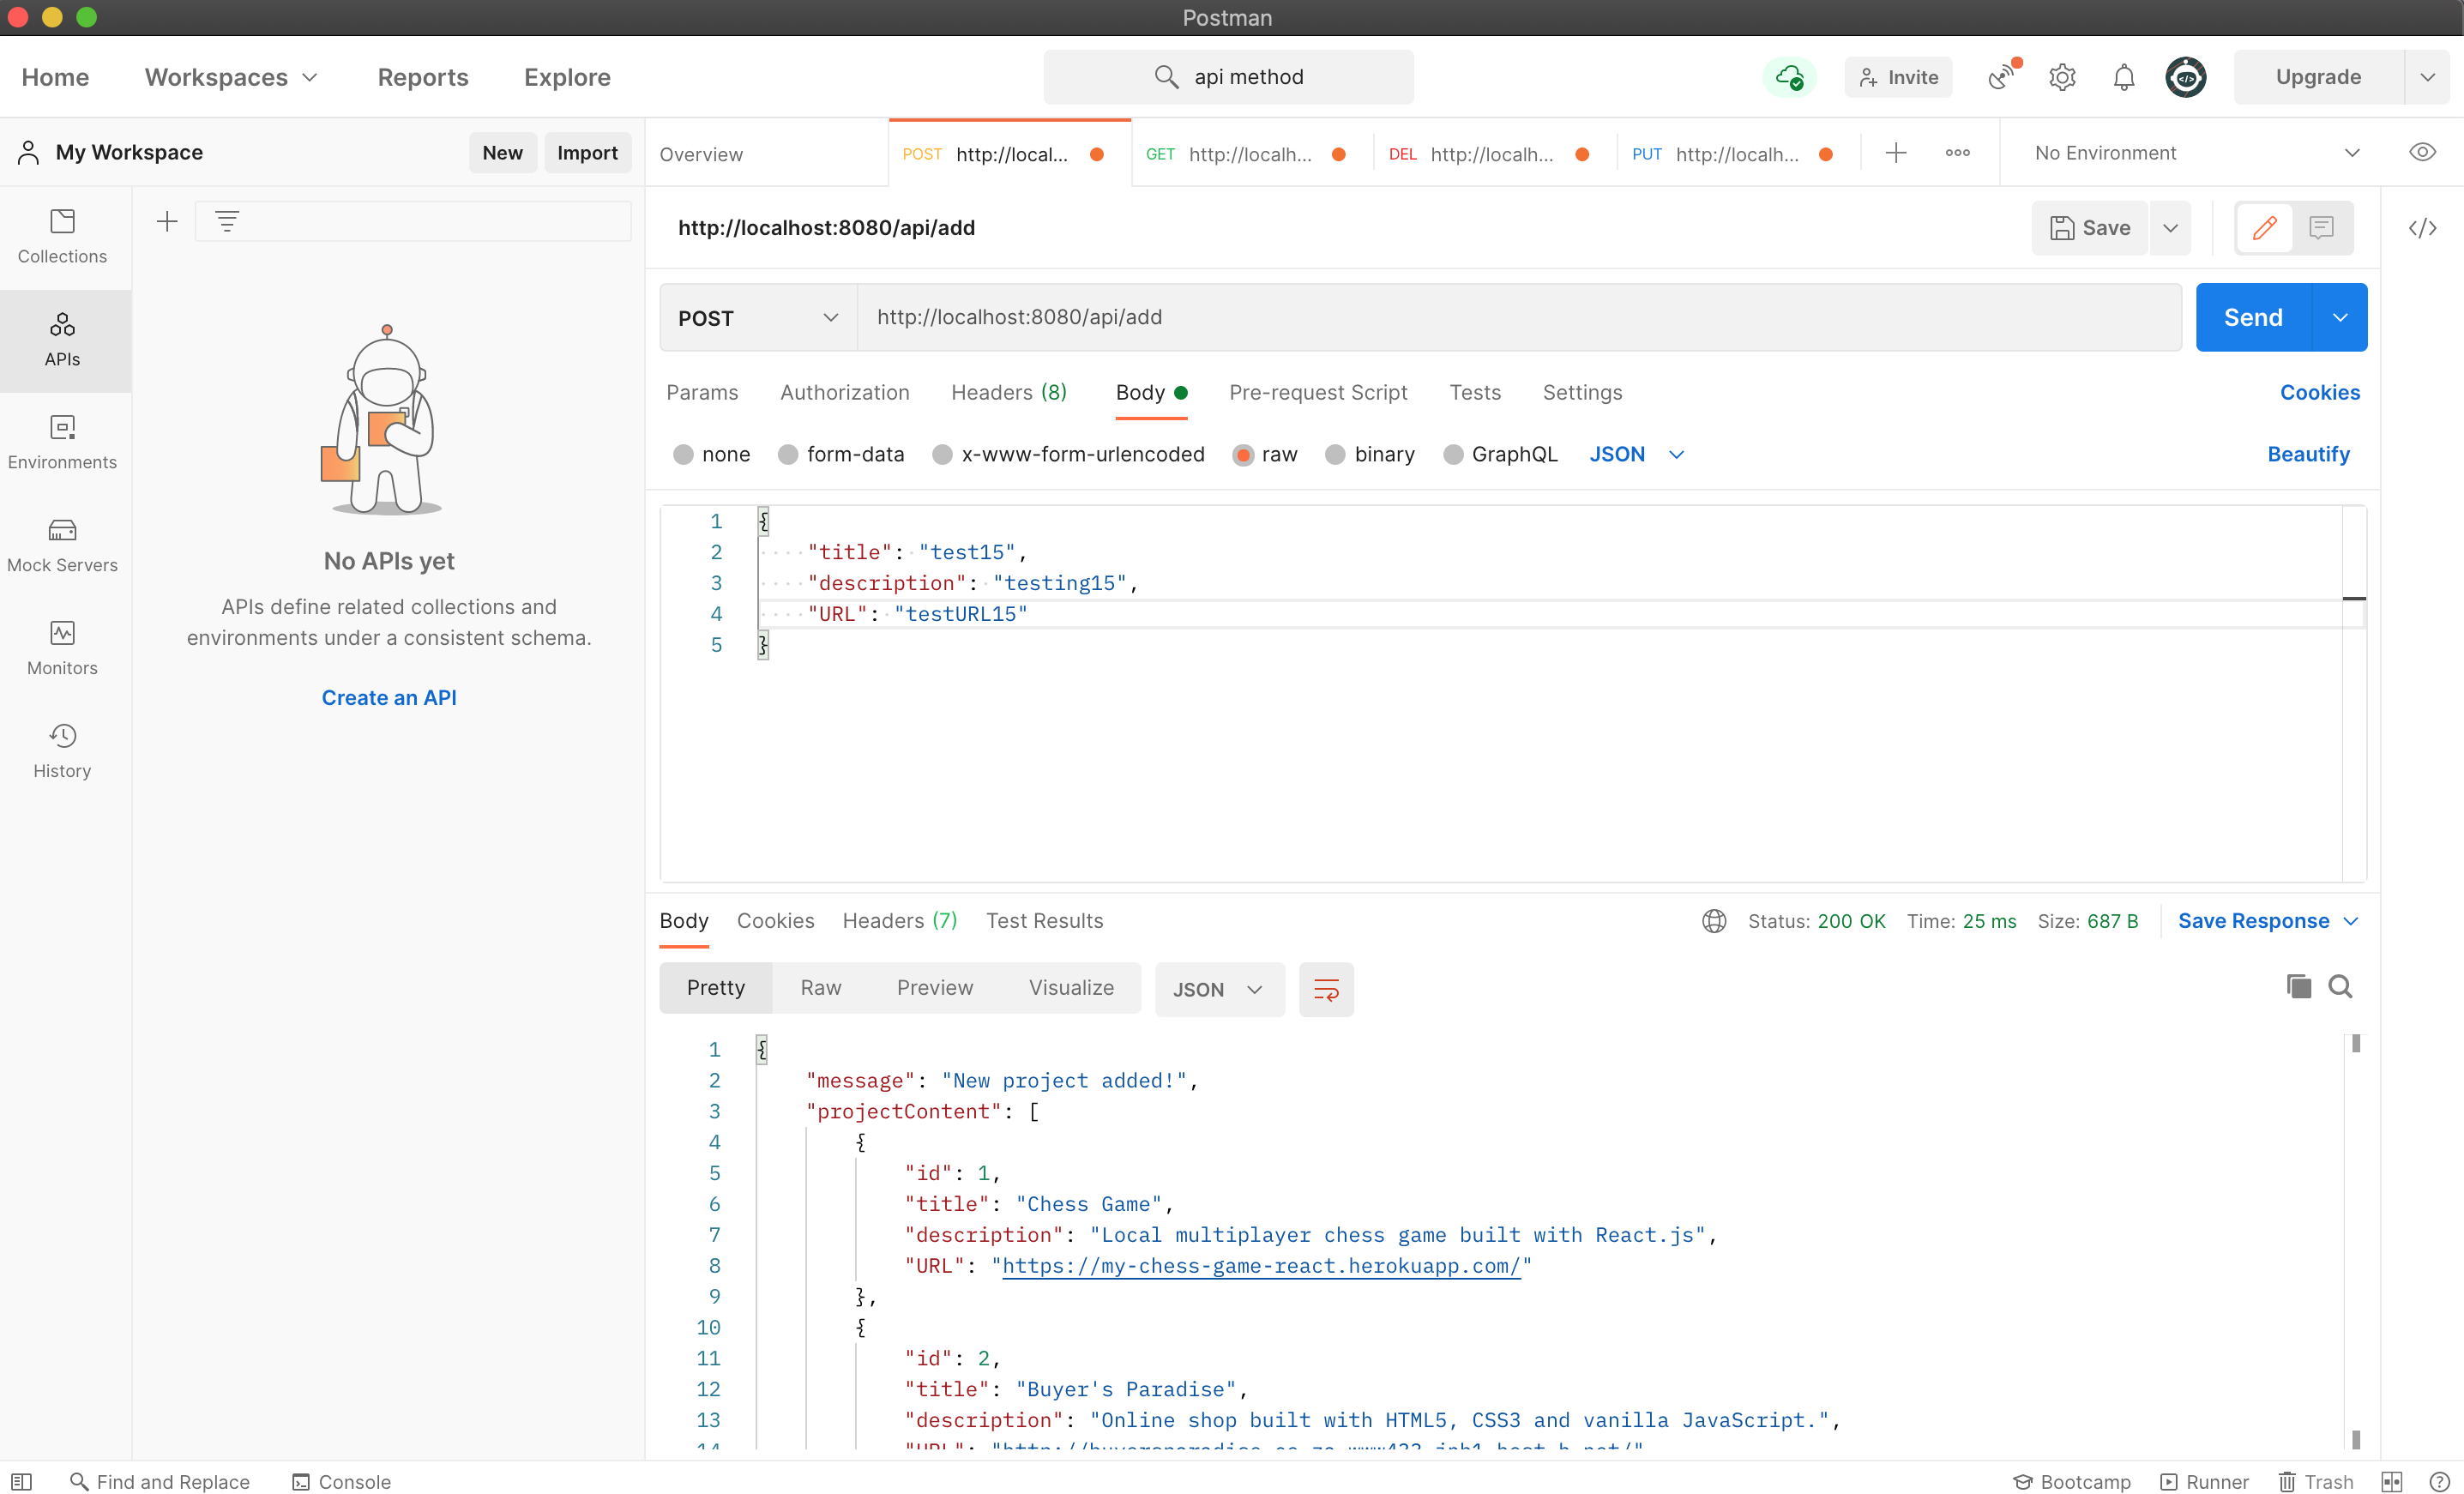 Postman
Home Workspaces Reports Explore api method Invite Upgrade
My Workspace New Import Overview POST http://local... GET http://localh... DEL http://localh... PUT http://localh... No Environment
Collections
APIs
Environments
Mock Servers
Monitors
History
No APIs yet
APIs define related collections and
environments under a consistent schema.
Create an API
http://localhost:8080/api/add Save
POST http://localhost:8080/api/add Send
Params Authorization Headers (8) Body Pre-request Script Tests Settings Cookies
none form-data x-www-form-urlencoded raw binary GraphQL JSON Beautify
1 {
2 "title": "test15",
3 "description": "testing15",
4 "URL": "testURL15"
5 }
Body Cookies Headers (7) Test Results Status: 200 OK Time: 25 ms Size: 687 B Save Response
Pretty Raw Preview Visualize JSON
1 {
2 "message": "New project added!",
3 "projectContent": [
4 {
5 "id": 1,
6 "title": "Chess Game",
7 "description": "Local multiplayer chess game built with React.js",
8 "URL": "https://my-chess-game-react.herokuapp.com/"
9 },
10 {
11 "id": 2,
12 "title": "Buyer's Paradise",
13 "description": "Online shop built with HTML5, CSS3 and vanilla JavaScript.",
14 "URL":
Find and Replace Console Bootcamp Runner Trash